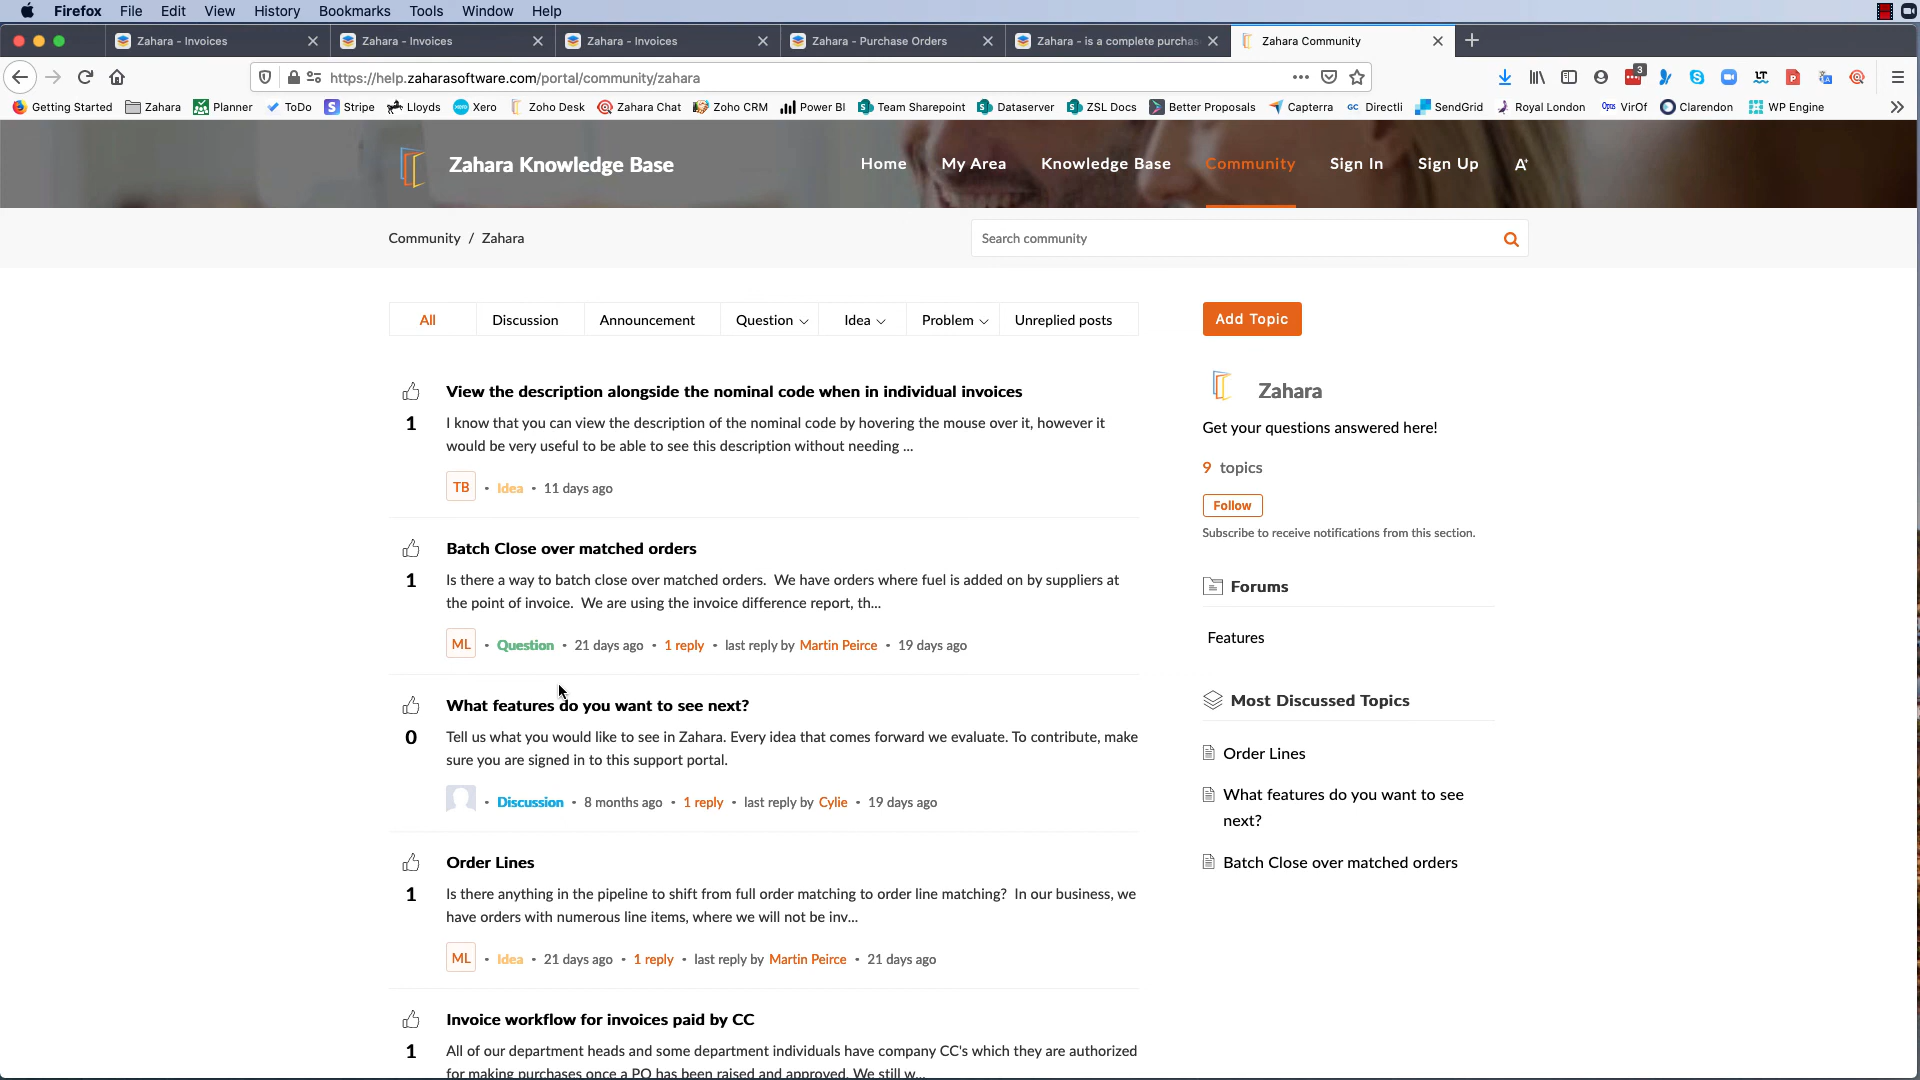 Firefox File Edit View History Bookmarks Tools Window Help
Zahara - Invoices Zahara - Invoices Zahara - Invoices Zahara - Purchase Orders Zahara - is a complete purchas Zahara Community
https://help.zaharasoftware.com/portal/community/zahara
3
Getting Started Zahara Planner ToDo Stripe Lloyds Xero Zoho Desk Zahara Chat Zoho CRM Power BI Team Sharepoint Dataserver ZSL Docs Better Proposals Capterra GC Directli SendGrid Royal London Opus VirOf Clarendon WP Engine
Zahara Knowledge Base
Home My Area Knowledge Base Community Sign In Sign Up A+
Community / Zahara
Search community
All Discussion Announcement Question Idea Problem Unreplied posts
Add Topic
View the description alongside the nominal code when in individual invoices
1
I know that you can view the description of the nominal code by hovering the mouse over it, however it
would be very useful to be able to see this description without needing ...
TB • Idea • 11 days ago
Batch Close over matched orders
1
Is there a way to batch close over matched orders. We have orders where fuel is added on by suppliers at
the point of invoice. We are using the invoice difference report, th...
ML • Question • 21 days ago • 1 reply • last reply by Martin Peirce • 19 days ago
What features do you want to see next?
0
Tell us what you would like to see in Zahara. Every idea that comes forward we evaluate. To contribute, make
sure you are signed in to this support portal.
• Discussion • 8 months ago • 1 reply • last reply by Cylie • 19 days ago
Order Lines
1
Is there anything in the pipeline to shift from full order matching to order line matching? In our business, we
have orders with numerous line items, where we will not be inv...
ML • Idea • 21 days ago • 1 reply • last reply by Martin Peirce • 21 days ago
Invoice workflow for invoices paid by CC
1
All of our department heads and some department individuals have company CC's which they are authorized
for making purchases once a PO has been raised and approved. We still w...
Zahara
Get your questions answered here!
9 topics
Follow
Subscribe to receive notifications from this section.
Forums
Features
Most Discussed Topics
Order Lines
What features do you want to see
next?
Batch Close over matched orders